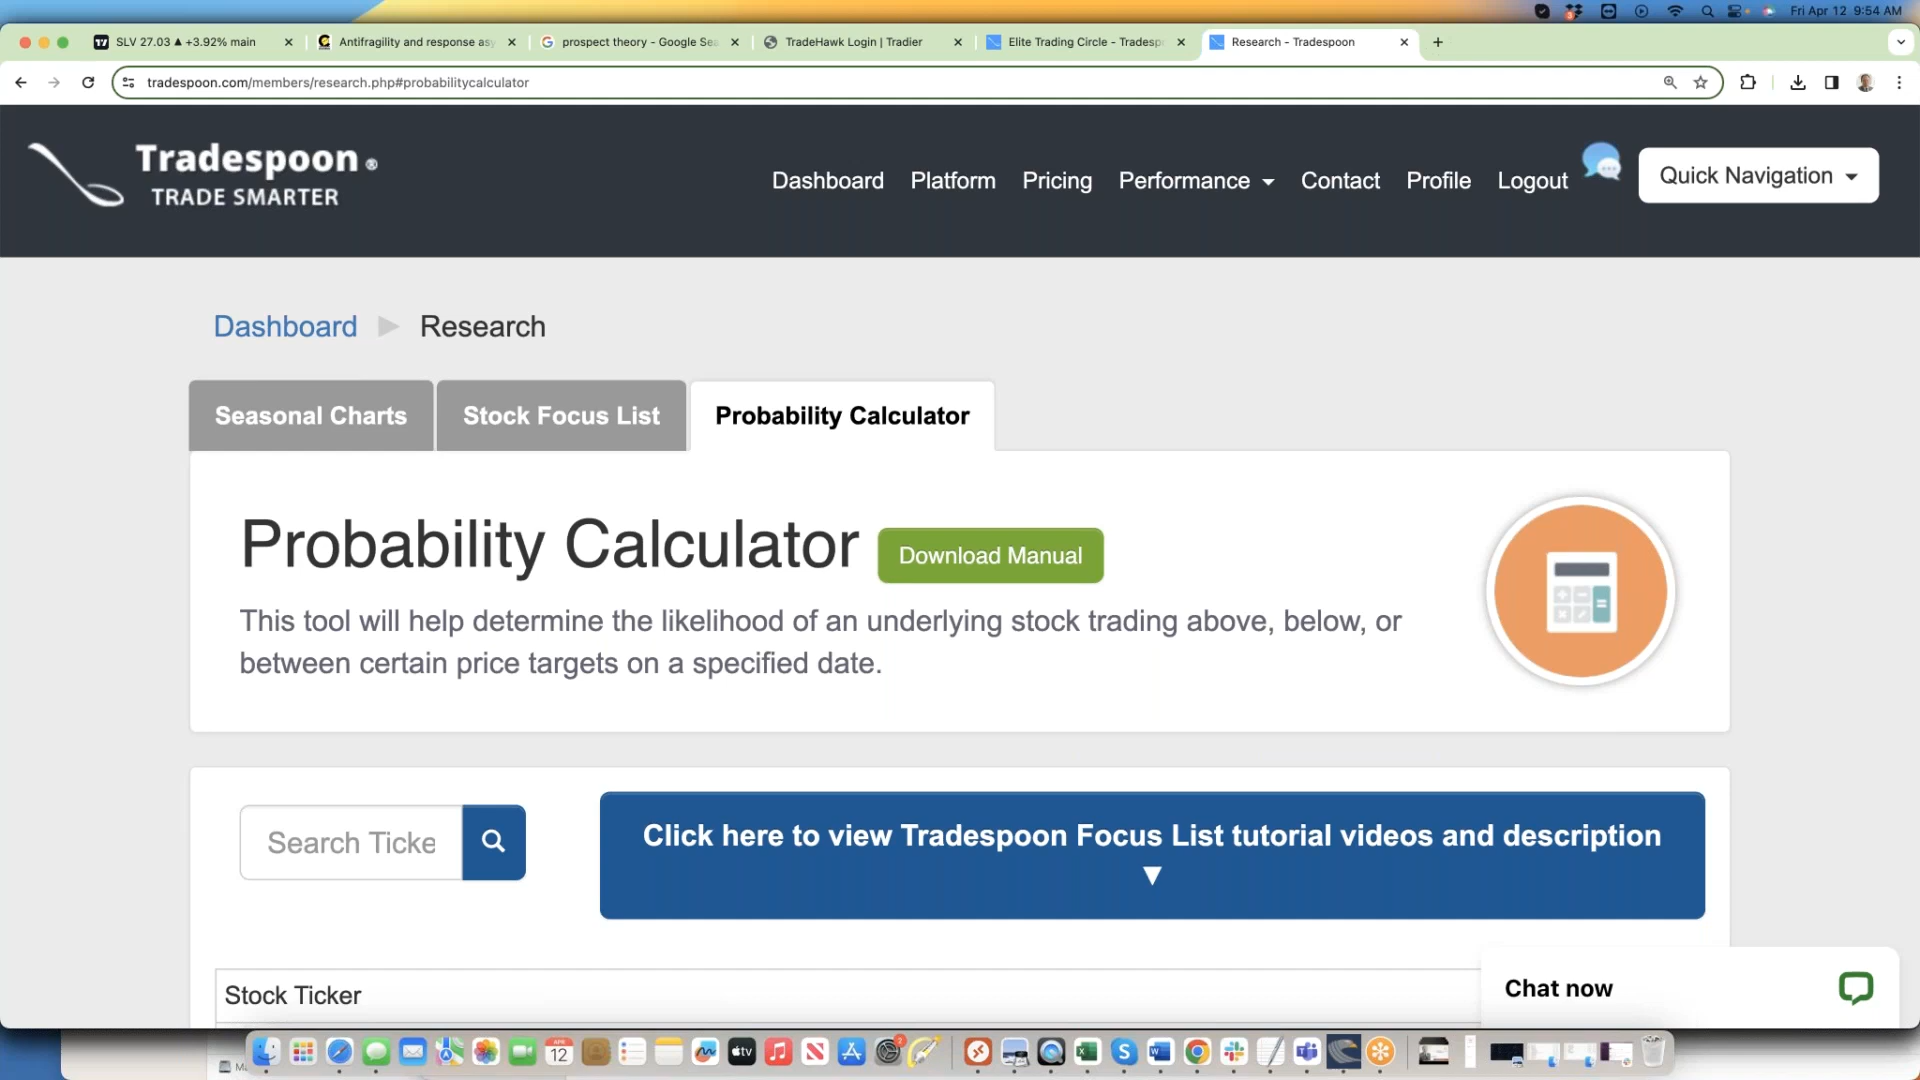 Fri Apr 12 9:54 AM
SLV 27.03 ▲ +3.92% main
Antifragility and response asy
prospect theory - Google Sea
TradeHawk Login | Tradier
Elite Trading Circle - Tradesp
Research - Tradespoon
tradespoon.com/members/research.php#probabilitycalculator
Tradespoon ®
TRADE SMARTER
Dashboard
Platform
Pricing
Performance
Contact
Profile
Logout
Quick Navigation
Dashboard
Research
Seasonal Charts
Stock Focus List
Probability Calculator
Probability Calculator
Download Manual
This tool will help determine the likelihood of an underlying stock trading above, below, or
between certain price targets on a specified date.
Search Ticke
Click here to view Tradespoon Focus List tutorial videos and description
▼
Stock Ticker
Chat now
APR
12
tv
2